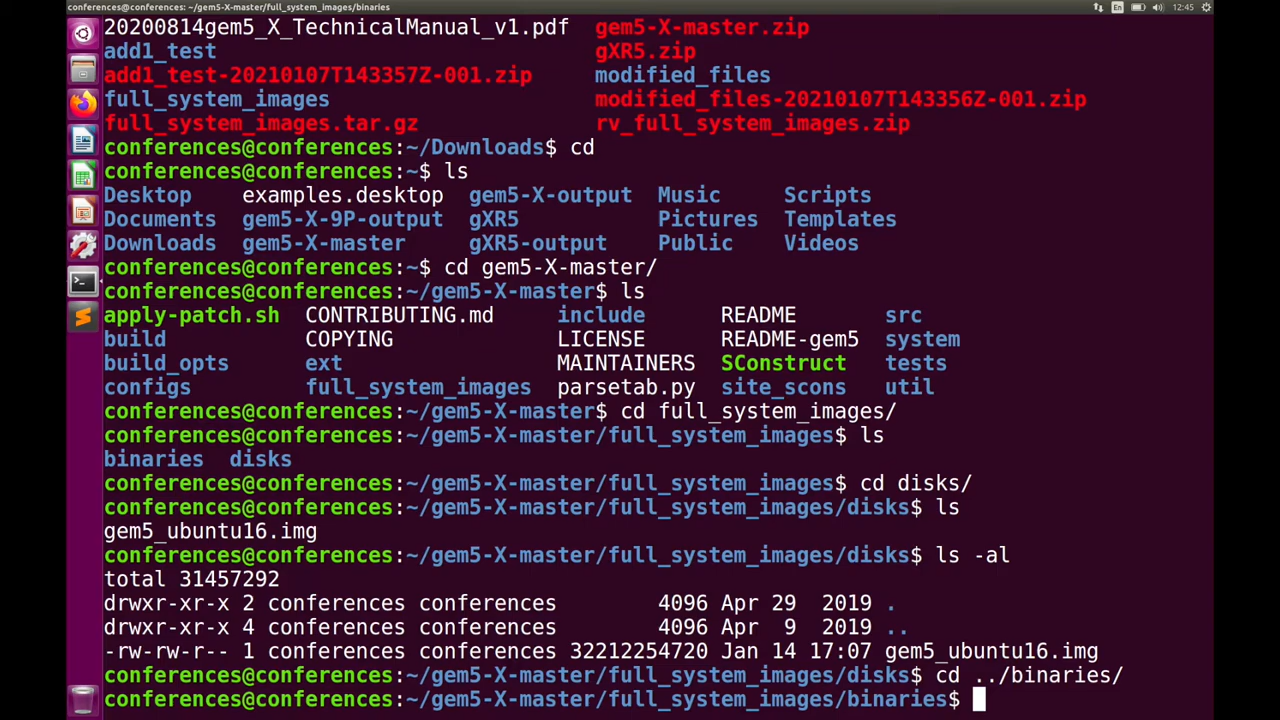 conferences@conferences: ~/gem5-X-master/full_system_images/binaries
En
12:45
20200814gem5_X_TechnicalManual_v1.pdf gem5-X-master.zip
add1_test gXR5.zip
add1_test-20210107T143357Z-001.zip modified_files
full_system_images modified_files-20210107T143356Z-001.zip
full_system_images.tar.gz rv_full_system_images.zip
conferences@conferences:~/Downloads$ cd
conferences@conferences:~$ ls
Desktop examples.desktop gem5-X-output Music Scripts
Documents gem5-X-9P-output gXR5 Pictures Templates
Downloads gem5-X-master gXR5-output Public Videos
conferences@conferences:~$ cd gem5-X-master/
conferences@conferences:~/gem5-X-master$ ls
apply-patch.sh CONTRIBUTING.md include README src
build COPYING LICENSE README-gem5 system
build_opts ext MAINTAINERS SConstruct tests
configs full_system_images parsetab.py site_scons util
conferences@conferences:~/gem5-X-master$ cd full_system_images/
conferences@conferences:~/gem5-X-master/full_system_images$ ls
binaries disks
conferences@conferences:~/gem5-X-master/full_system_images$ cd disks/
conferences@conferences:~/gem5-X-master/full_system_images/disks$ ls
gem5_ubuntu16.img
conferences@conferences:~/gem5-X-master/full_system_images/disks$ ls -al
total 31457292
drwxr-xr-x 2 conferences conferences 4096 Apr 29 2019 .
drwxr-xr-x 4 conferences conferences 4096 Apr 9 2019 ..
-rw-rw-r-- 1 conferences conferences 32212254720 Jan 14 17:07 gem5_ubuntu16.img
conferences@conferences:~/gem5-X-master/full_system_images/disks$ cd ../binaries/
conferences@conferences:~/gem5-X-master/full_system_images/binaries$